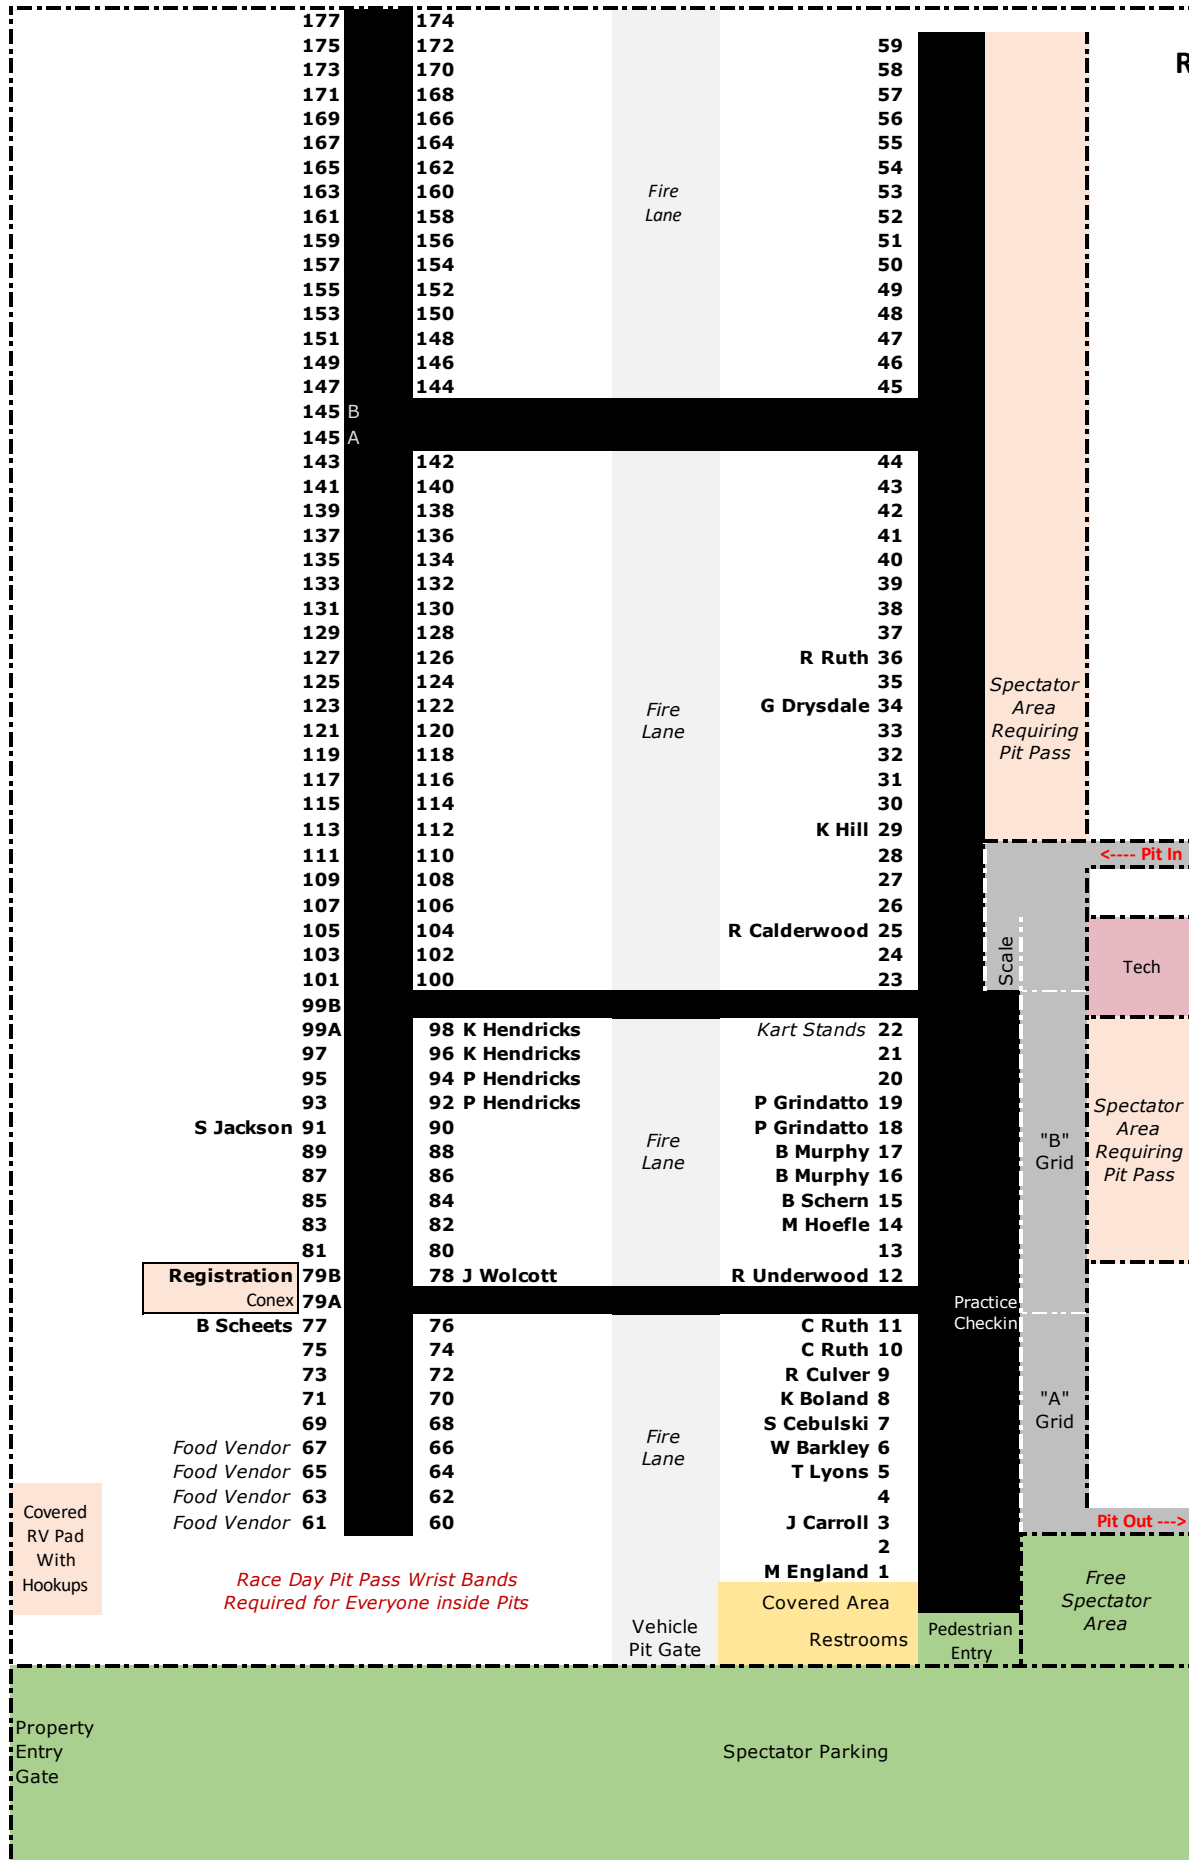 177 174
175 172 59
173 170 58
R
171 168 57
169 166 56
167 164 55
165 162 54
163 160 Fire 53
161 158 Lane 52
159 156 51
157 154 50
155 152 49
153 150 48
151 148 47
149 146 46
147 144 45
145 B
145 A
143 142 44
141 140 43
139 138 42
137 136 41
135 134 40
133 132 39
131 130 38
129 128 37
127 126 R Ruth 36
125 124 35 Spectator
123 122 Fire G Drysdale 34 Area
121 120 Lane 33 Requiring
119 118 32 Pit Pass
117 116 31
115 114 30
113 112 K Hill 29
111 110 28 <---- Pit In
109 108 27
107 106 26
105 104 R Calderwood 25
103 102 24 Scale Tech
101 100 23
99B
99A 98 K Hendricks Kart Stands 22
97 96 K Hendricks 21
95 94 P Hendricks 20
93 92 P Hendricks P Grindatto 19 Spectator
S Jackson 91 90 P Grindatto 18 Area
89 88 Fire B Murphy 17 "B" Requiring
87 86 Lane B Murphy 16 Grid Pit Pass
85 84 B Schern 15
83 82 M Hoefle 14
81 80 13
Registration 79B 78 J Wolcott R Underwood 12
Conex 79A Practice
B Scheets 77 76 C Ruth 11 Checkin
75 74 C Ruth 10
73 72 R Culver 9
71 70 K Boland 8 "A"
69 68 S Cebulski 7 Grid
Food Vendor 67 66 Fire W Barkley 6
Food Vendor 65 64 Lane T Lyons 5
Food Vendor 63 62 4
Food Vendor 61 60 J Carroll 3 Pit Out --->
2
M England 1
Covered
RV Pad
With
Hookups
Race Day Pit Pass Wrist Bands
Required for Everyone inside Pits
Free
Spectator
Area
Covered Area
Restrooms
Vehicle
Pit Gate
Pedestrian
Entry
Property
Entry
Gate
Spectator Parking